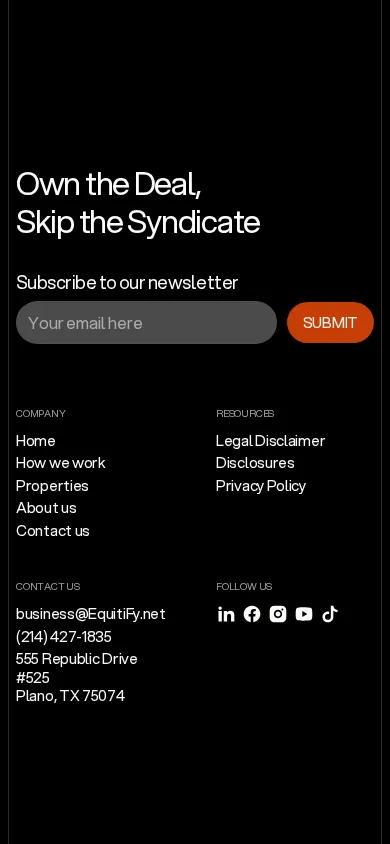 Own the Deal,
Skip the Syndicate
Subscribe to our newsletter
Your email here
SUBMIT
COMPANY
Home
How we work
Properties
About us
Contact us
RESOURCES
Legal Disclaimer
Disclosures
Privacy Policy
CONTACT US
business@EquitiFy.net
(214) 427-1835
555 Republic Drive
#525
Plano, TX 75074
FOLLOW US